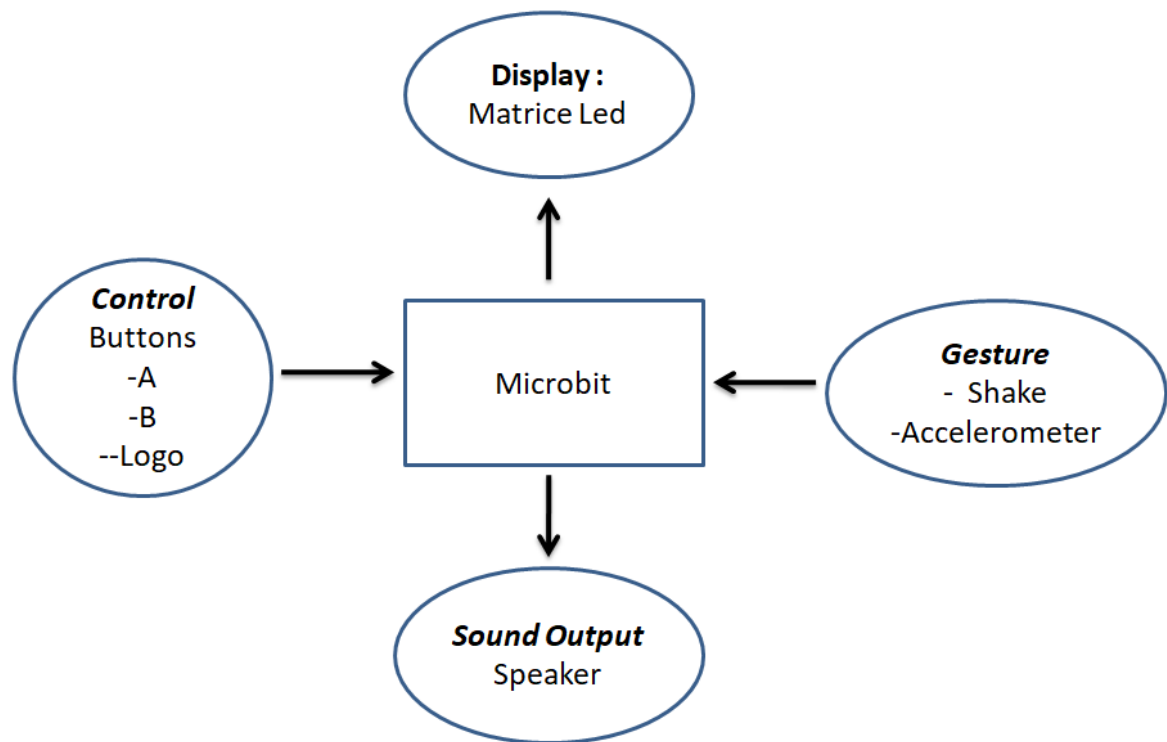 Display :
Matrice Led
Control
Buttons
-A
-B
--Logo
Microbit
Gesture
- Shake
-Accelerometer
Sound Output
Speaker